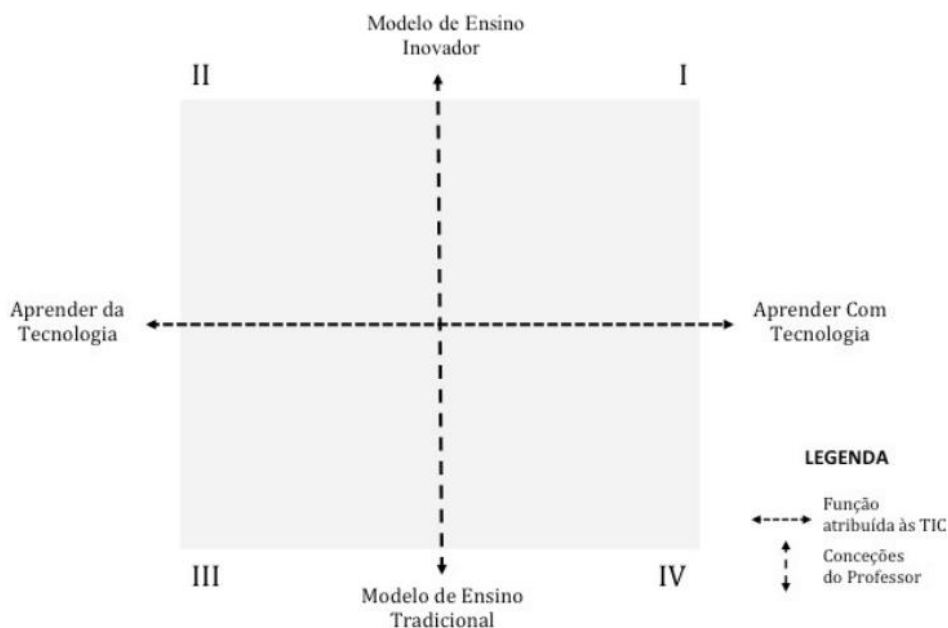 Modelo de Ensino
Inovador
II
I
Aprender da
Tecnologia
Aprender Com
Tecnologia
LEGENDA
Função
atribuída às TIC
Conceções
do Professor
III
IV
Modelo de Ensino
Tradicional